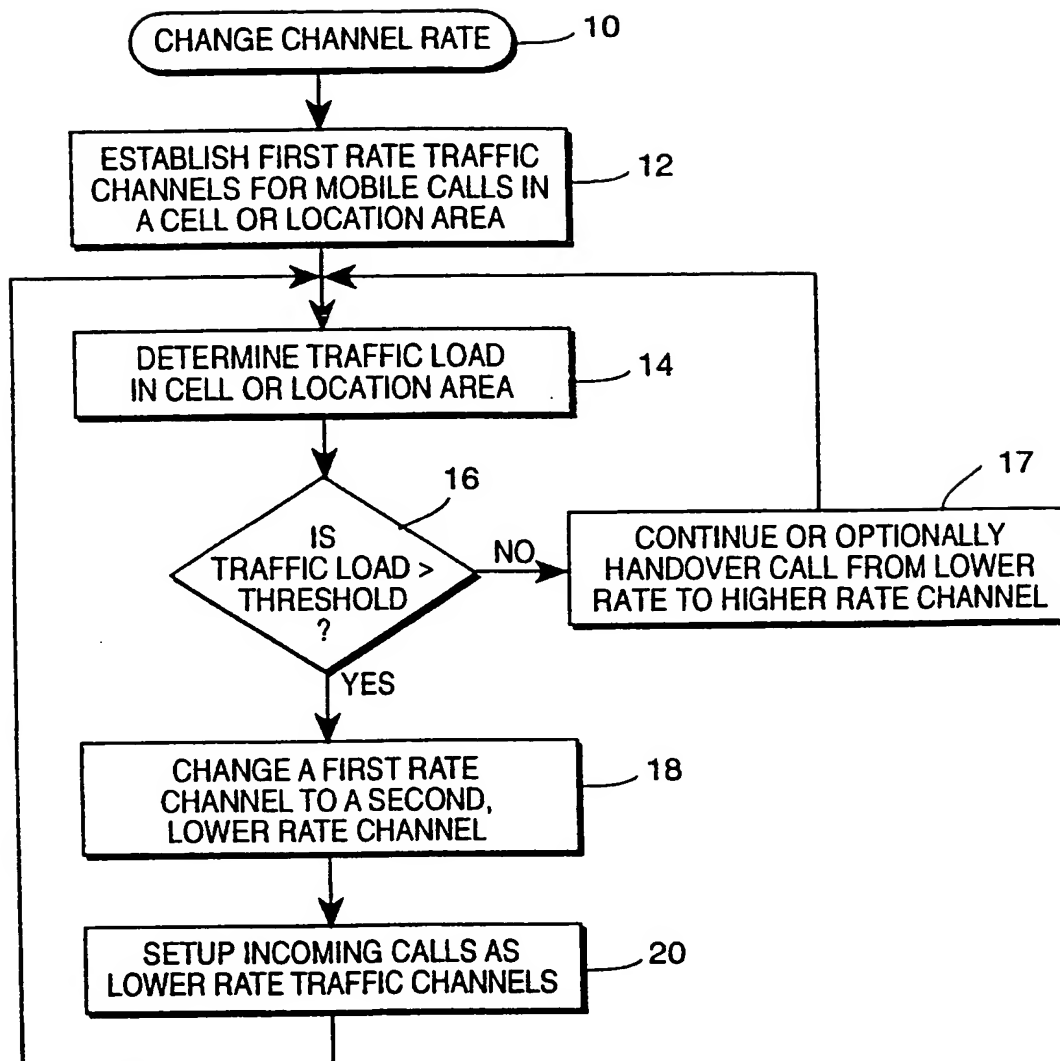 CHANGE CHANNEL RATE
10
ESTABLISH FIRST RATE TRAFFIC
CHANNELS FOR MOBILE CALLS IN
A CELL OR LOCATION AREA
12
DETERMINE TRAFFIC LOAD
IN CELL OR LOCATION AREA
14
16
IS
TRAFFIC LOAD >
THRESHOLD
?
NO
17
CONTINUE OR OPTIONALLY
HANDOVER CALL FROM LOWER
RATE TO HIGHER RATE CHANNEL
YES
CHANGE A FIRST RATE
CHANNEL TO A SECOND,
LOWER RATE CHANNEL
18
SETUP INCOMING CALLS AS
LOWER RATE TRAFFIC CHANNELS
20